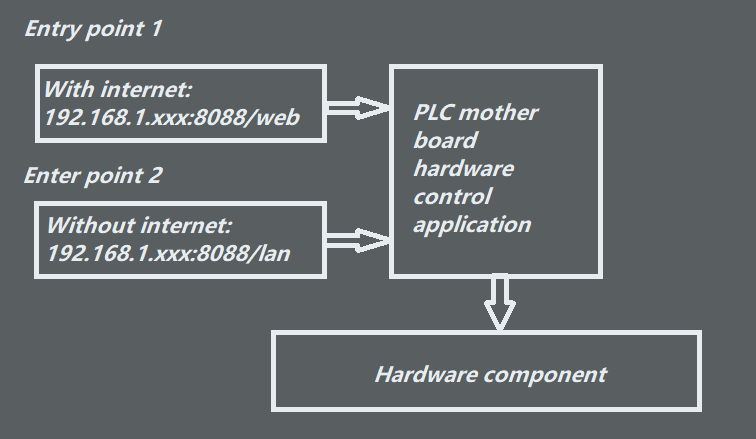 Entry point 1
With internet:
192.168.1.xxx:8088/web
PLC mother
board
hardware
control
application
Enter point 2
Without internet:
192.168.1.xxx:8088/lan
Hardware component